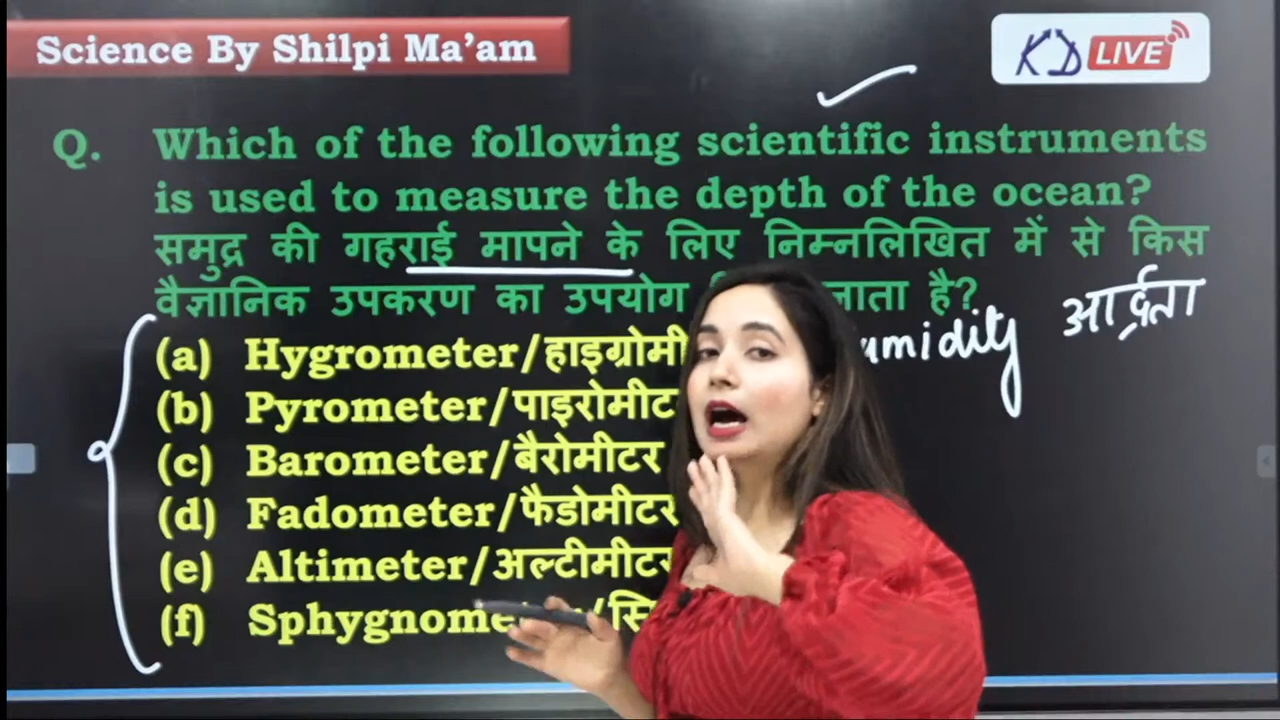 Science By Shilpi Ma'am
KD LIVE
Q. Which of the following scientific instruments
is used to measure the depth of the ocean?
समुद्र की गहराई मापने के लिए निम्नलिखित में से किस
वैज्ञानिक उपकरण का उपयोग जाता है?
आर्द्रता
(a) Hygrometer/हाइग्रोमी umidity
(b) Pyrometer/पाइरोमीट
(c) Barometer/बैरोमीटर
(d) Fadometer/फैडोमीटर
(e) Altimeter/अल्टीमीटर
(f) Sphygnome